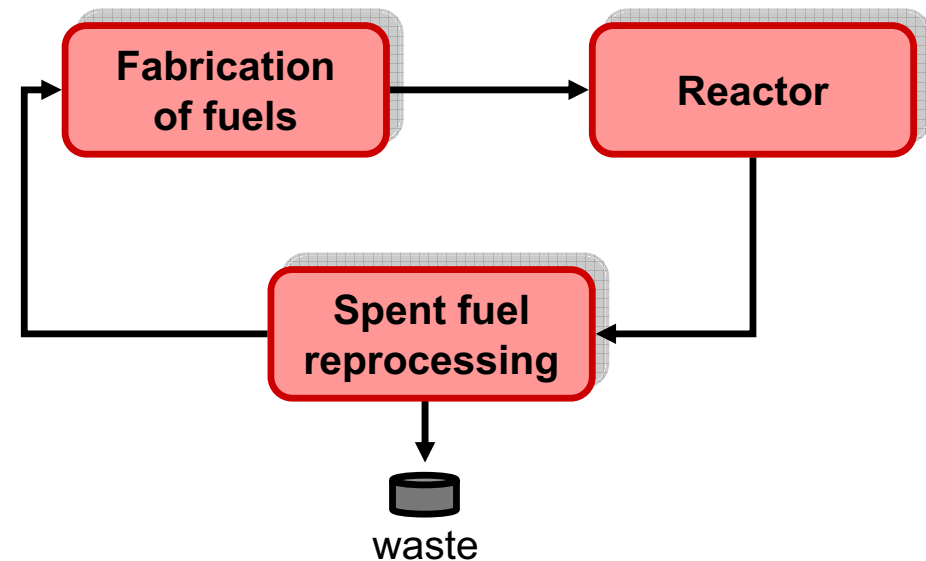 Fabrication
of fuels
Reactor
Spent fuel
reprocessing
waste